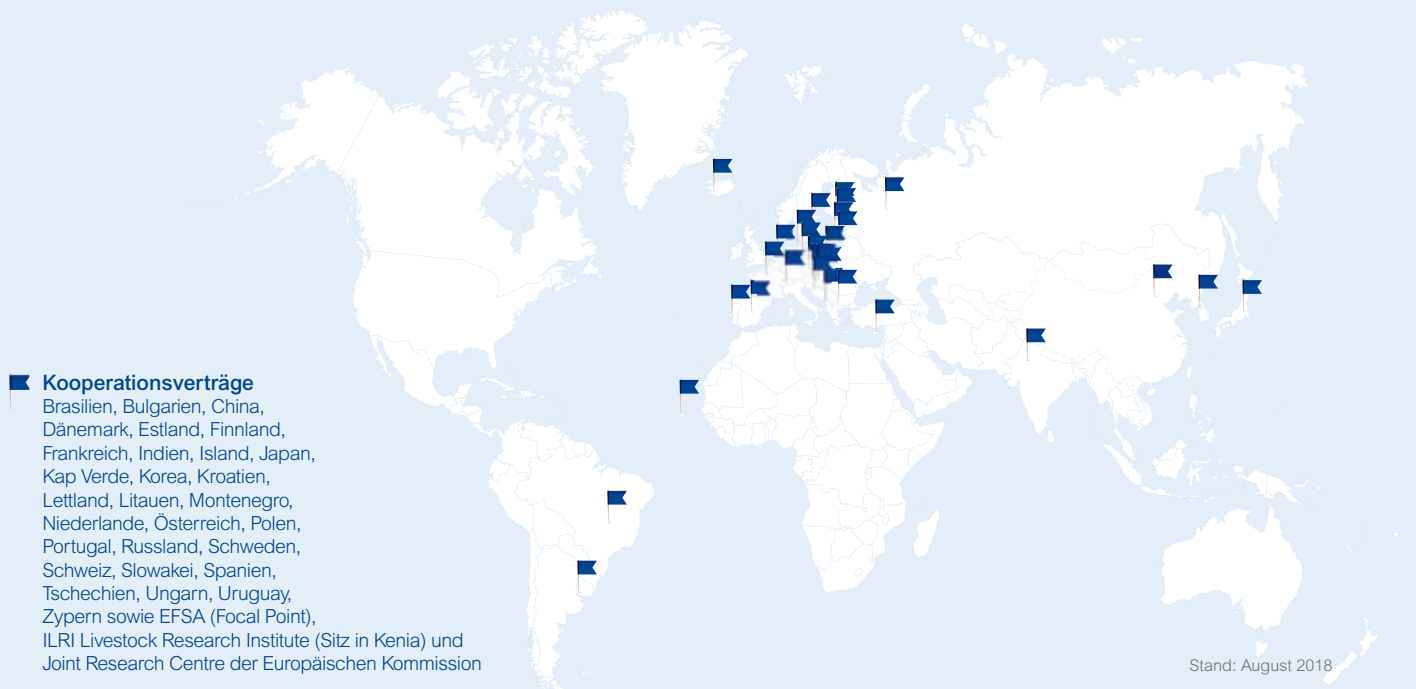 Kooperationsverträge
Brasilien, Bulgarien, China,
Dänemark, Estland, Finnland,
Frankreich, Indien, Island, Japan,
Kap Verde, Korea, Kroatien,
Lettland, Litauen, Montenegro,
Niederlande, Österreich, Polen,
Portugal, Russland, Schweden,
Schweiz, Slowakei, Spanien,
Tschechien, Ungarn, Uruguay,
Zypern sowie EFSA (Focal Point),
ILRI Livestock Research Institute (Sitz in Kenia) und
Joint Research Centre der Europäischen Kommission
Stand: August 2018